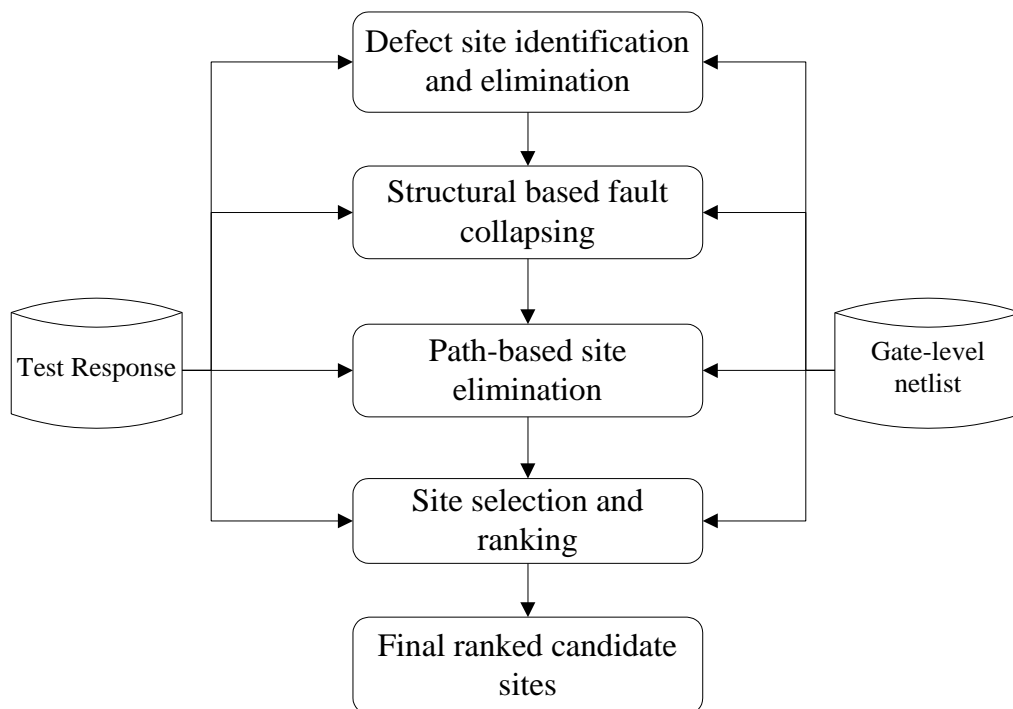 Defect site identification
and elimination
Structural based fault
collapsing
Test Response
Path-based site
elimination
Gate-level
netlist
Site selection and
ranking
Final ranked candidate
sites